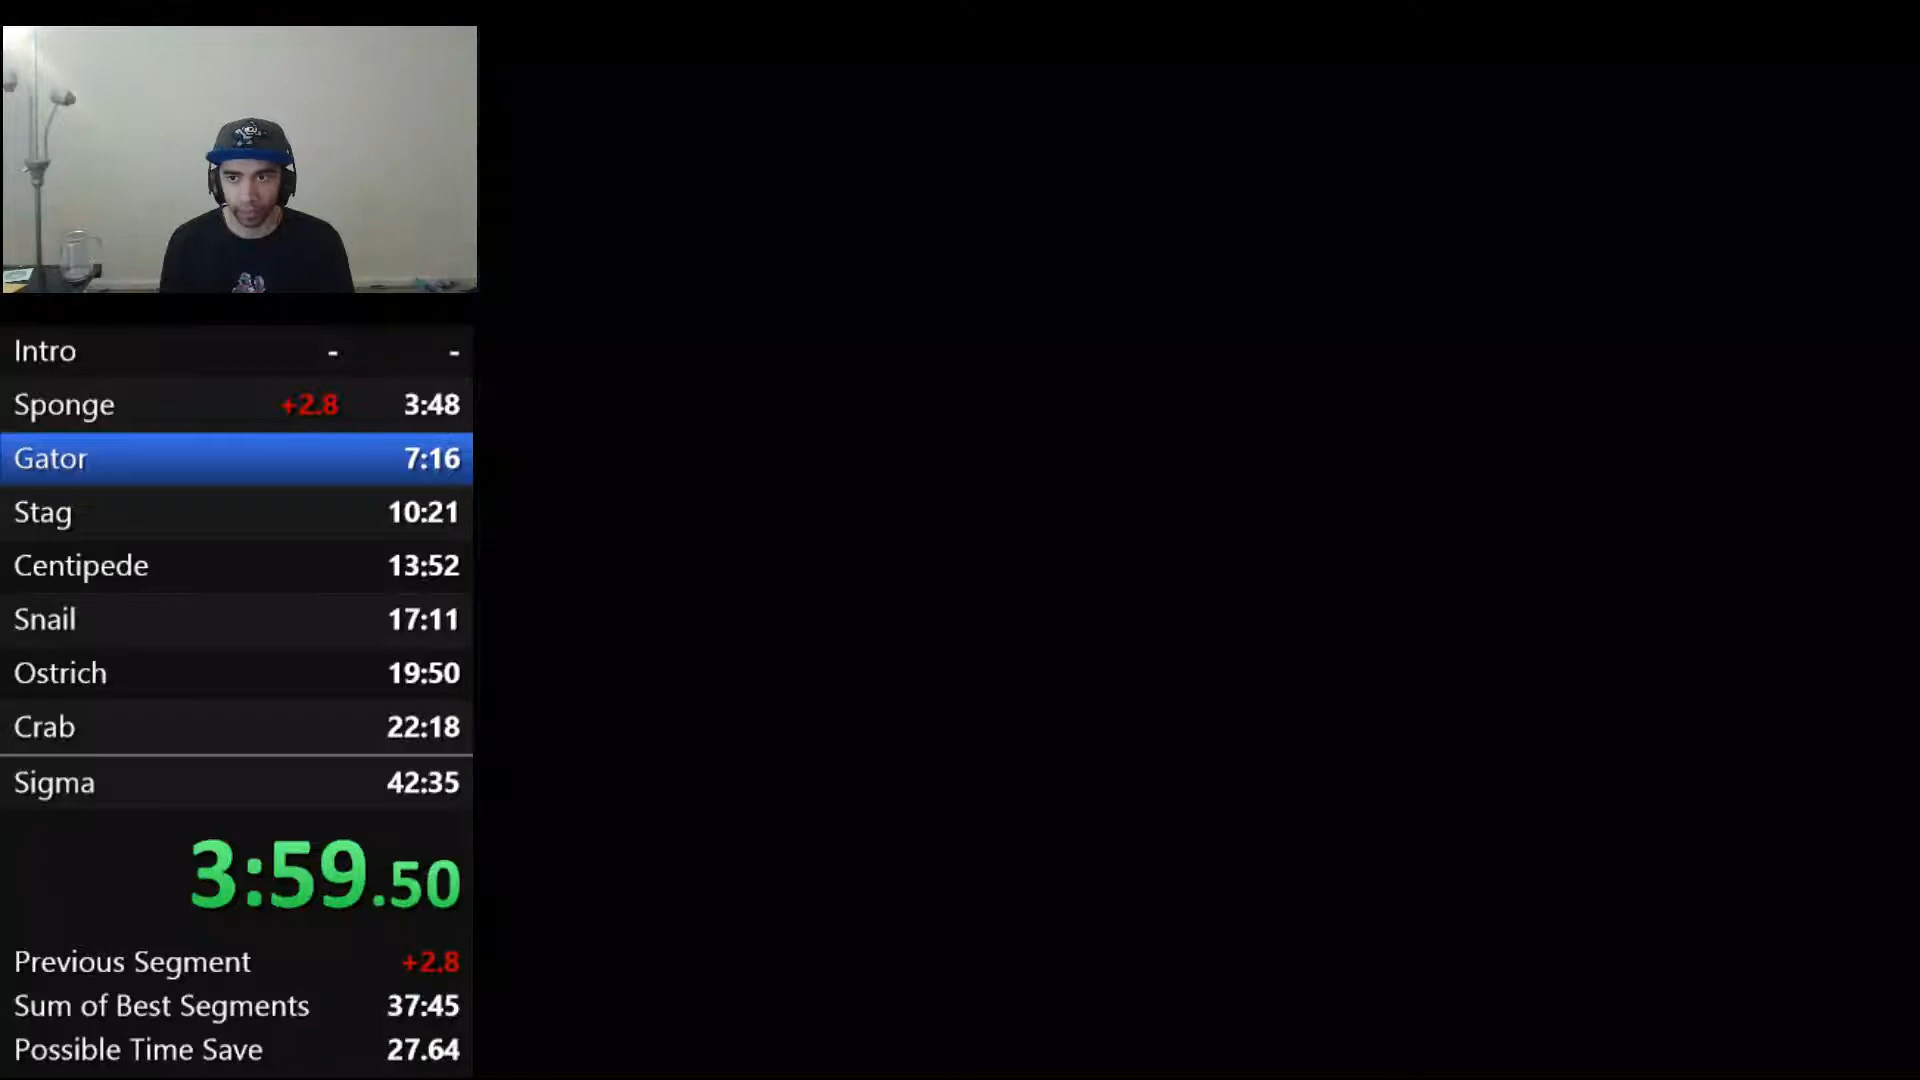 Intro - -
Sponge +2.8 3:48
Gator 7:16
Stag 10:21
Centipede 13:52
Snail 17:11
Ostrich 19:50
Crab 22:18
Sigma 42:35
3:59.50
Previous Segment +2.8
Sum of Best Segments 37:45
Possible Time Save 27.64